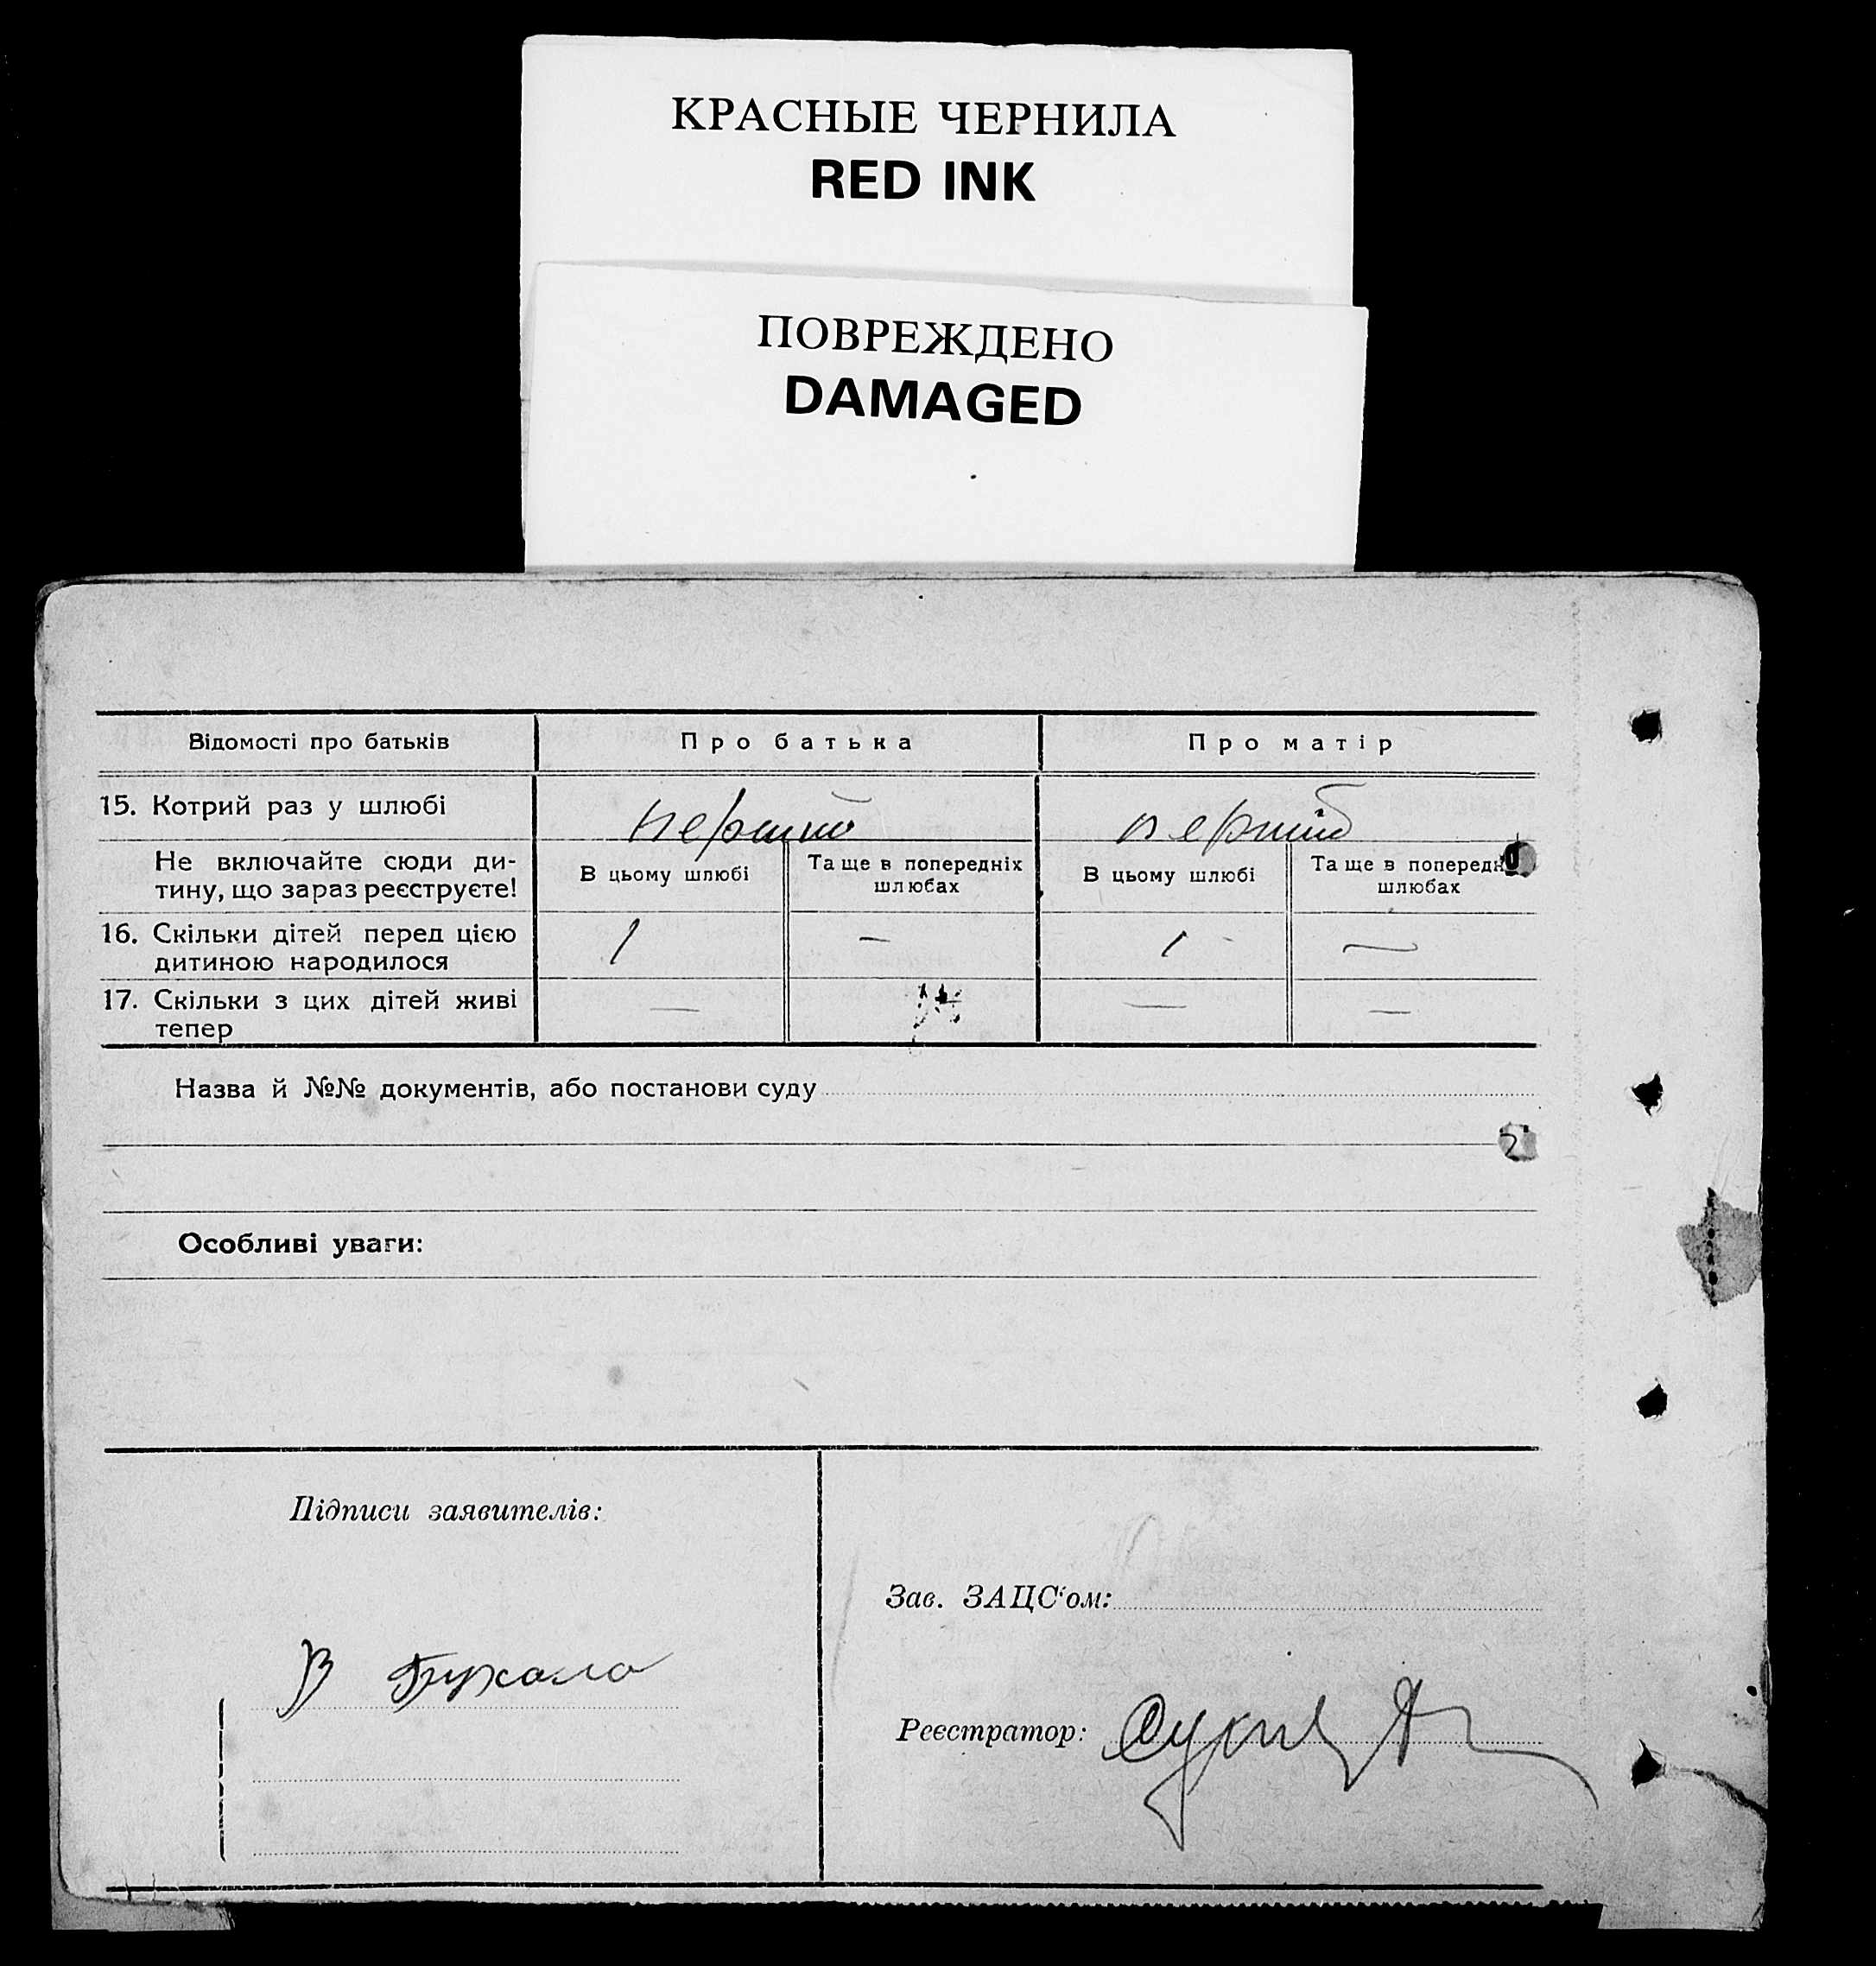 КРАСНЫЕ ЧЕРНИЛА
RED INK
ПОВРЕЖДЕНО
DAMAGED
Відомості про батьків Про батька Про матір
15. Котрий раз у шлюбі перший перший
Не включайте сюди ди-
тину, що зараз реєструєте!
В цьому шлюбі
Та ще в попередніх
шлюбах
В цьому шлюбі
Та ще в попередн
шлюбах
16. Скільки дітей перед цією
дитиною народилося
1 — 1 —
17. Скільки з цих дітей живі
тепер
— — —
Назва й №№ документів, або постанови суду
Особливі уваги:
Підписи заявителів:
Зав. ЗАЦС'ом:
В
Реєстратор: